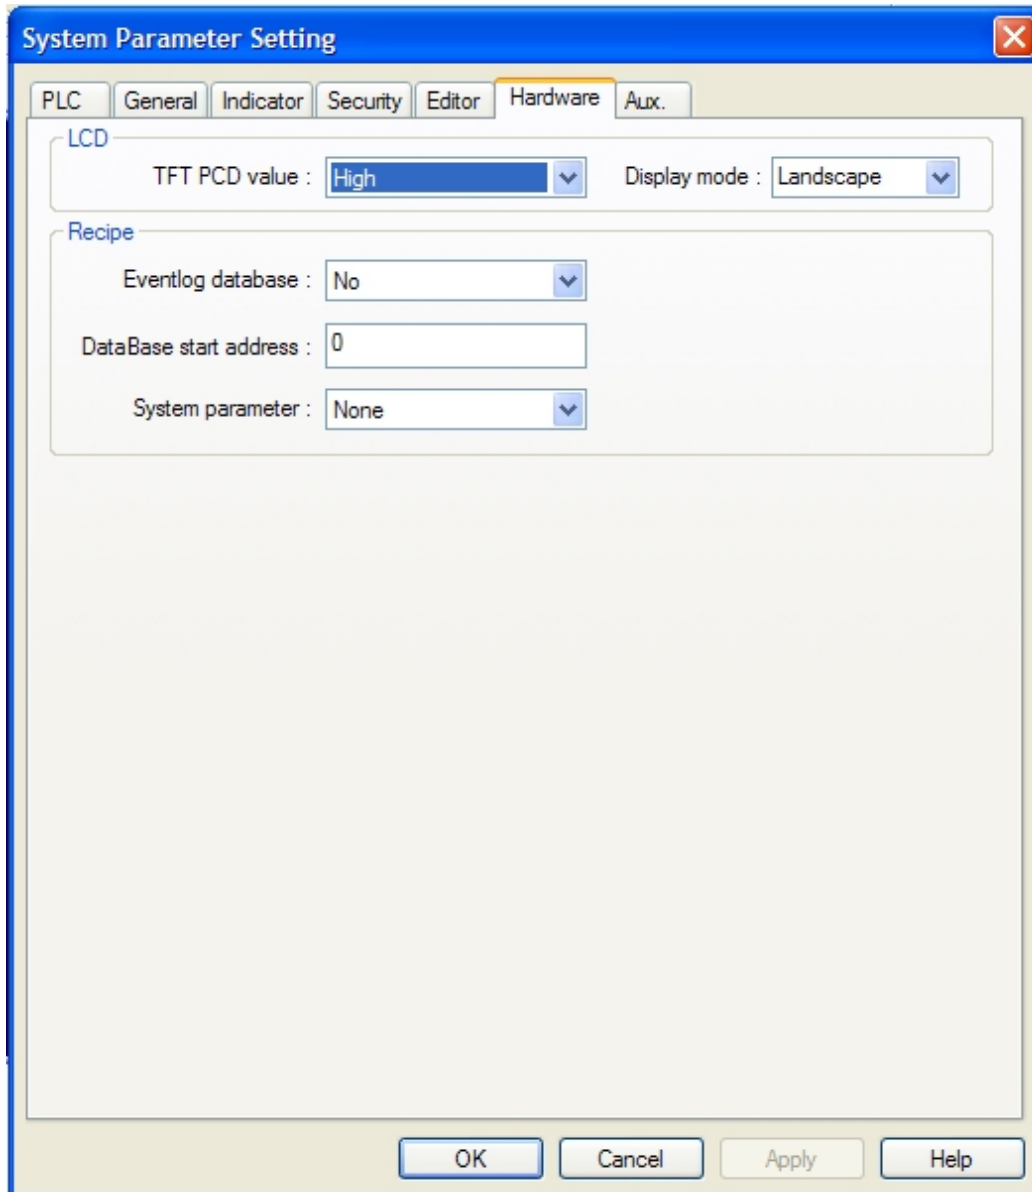 System Parameter Setting
PLC General Indicator Security Editor Hardware Aux.
LCD
TFT PCD value : High Display mode : Landscape
Recipe
Eventlog database : No
DataBase start address : 0
System parameter : None
OK Cancel Apply Help